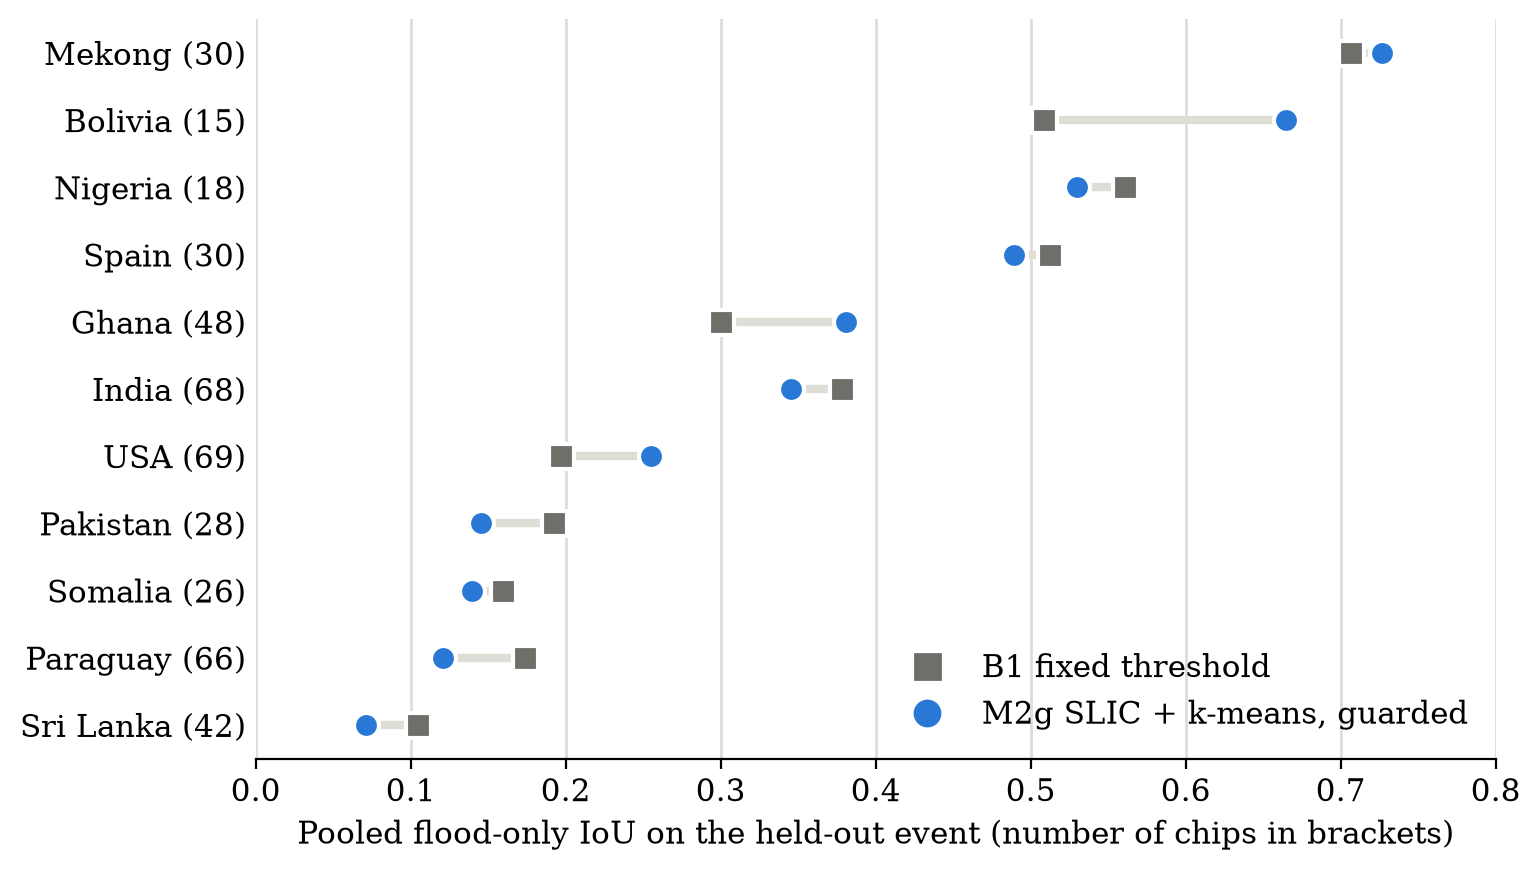 Mekong (30)
Bolivia (15)
Nigeria (18)
Spain (30)
Ghana (48)
India (68)
USA (69)
Pakistan (28)
Somalia (26)
Paraguay (66)
Sri Lanka (42)
B1 fixed threshold
M2g SLIC + k-means, guarded
0.0 0.1 0.2 0.3 0.4 0.5 0.6 0.7 0.8
Pooled flood-only IoU on the held-out event (number of chips in brackets)